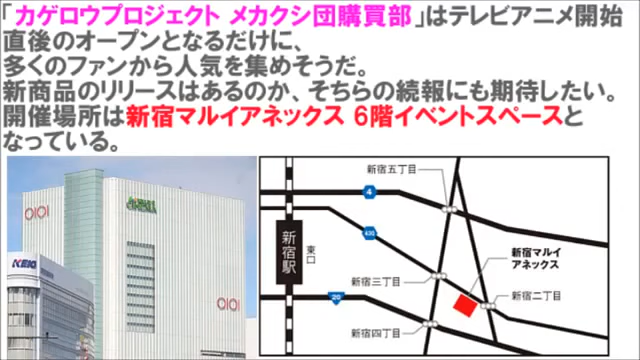 「カゲロウプロジェクト メカクシ団購買部」はテレビアニメ開始
直後のオープンとなるだけに、
多くのファンから人気を集めそうだ。
新商品のリリースはあるのか、そちらの続報にも期待したい。
開催場所は新宿マルイアネックス 6階イベントスペースと
なっている。
OIOI
KEIO
OIOI
新宿五丁目
4
430
新宿駅
東口
新宿マルイ
アネックス
新宿三丁目
新宿二丁目
20
新宿四丁目